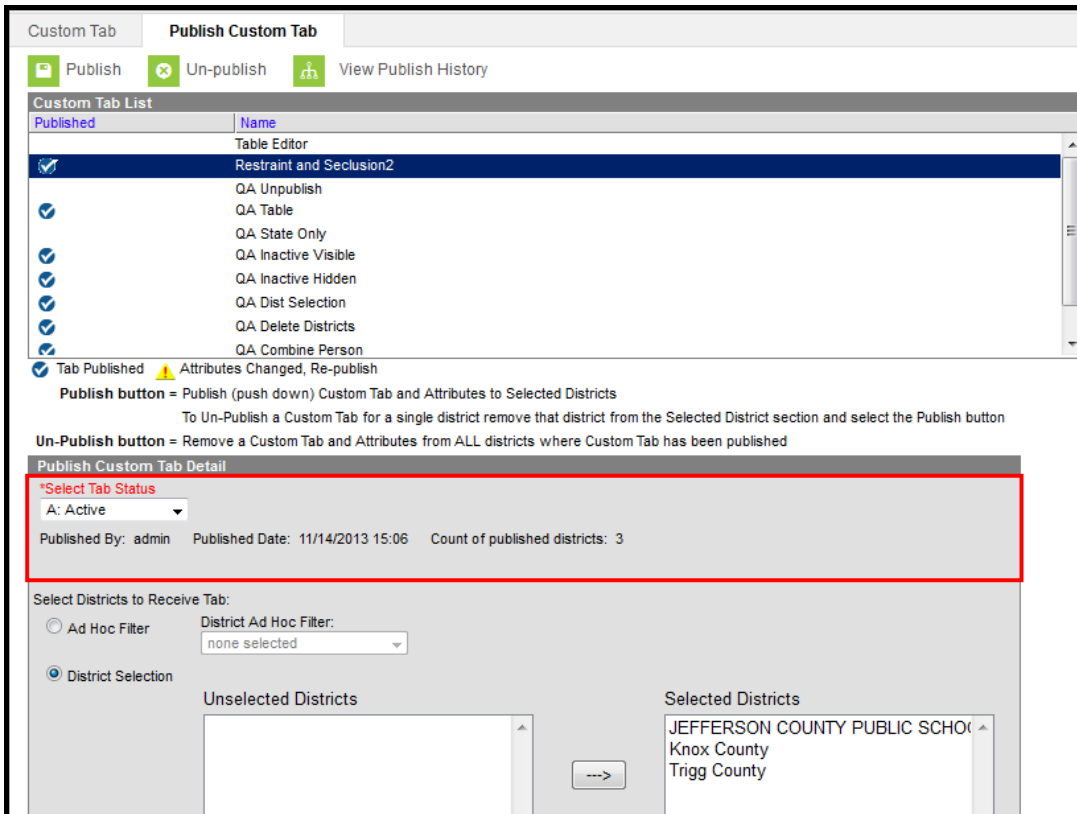 Custom Tab Publish Custom Tab
Publish Un-publish View Publish History
Custom Tab List
Published Name
Table Editor
Restraint and Seclusion2
QA Unpublish
QA Table
QA State Only
QA Inactive Visible
QA Inactive Hidden
QA Dist Selection
QA Delete Districts
QA Combine Person
Tab Published Attributes Changed, Re-publish
Publish button = Publish (push down) Custom Tab and Attributes to Selected Districts
To Un-Publish a Custom Tab for a single district remove that district from the Selected District section and select the Publish button
Un-Publish button = Remove a Custom Tab and Attributes from ALL districts where Custom Tab has been published
Publish Custom Tab Detail
*Select Tab Status
A: Active
Published By: admin Published Date: 11/14/2013 15:06 Count of published districts: 3
Select Districts to Receive Tab:
Ad Hoc Filter District Ad Hoc Filter:
none selected
District Selection
Unselected Districts Selected Districts
JEFFERSON COUNTY PUBLIC SCHOO
Knox County
--->
Trigg County